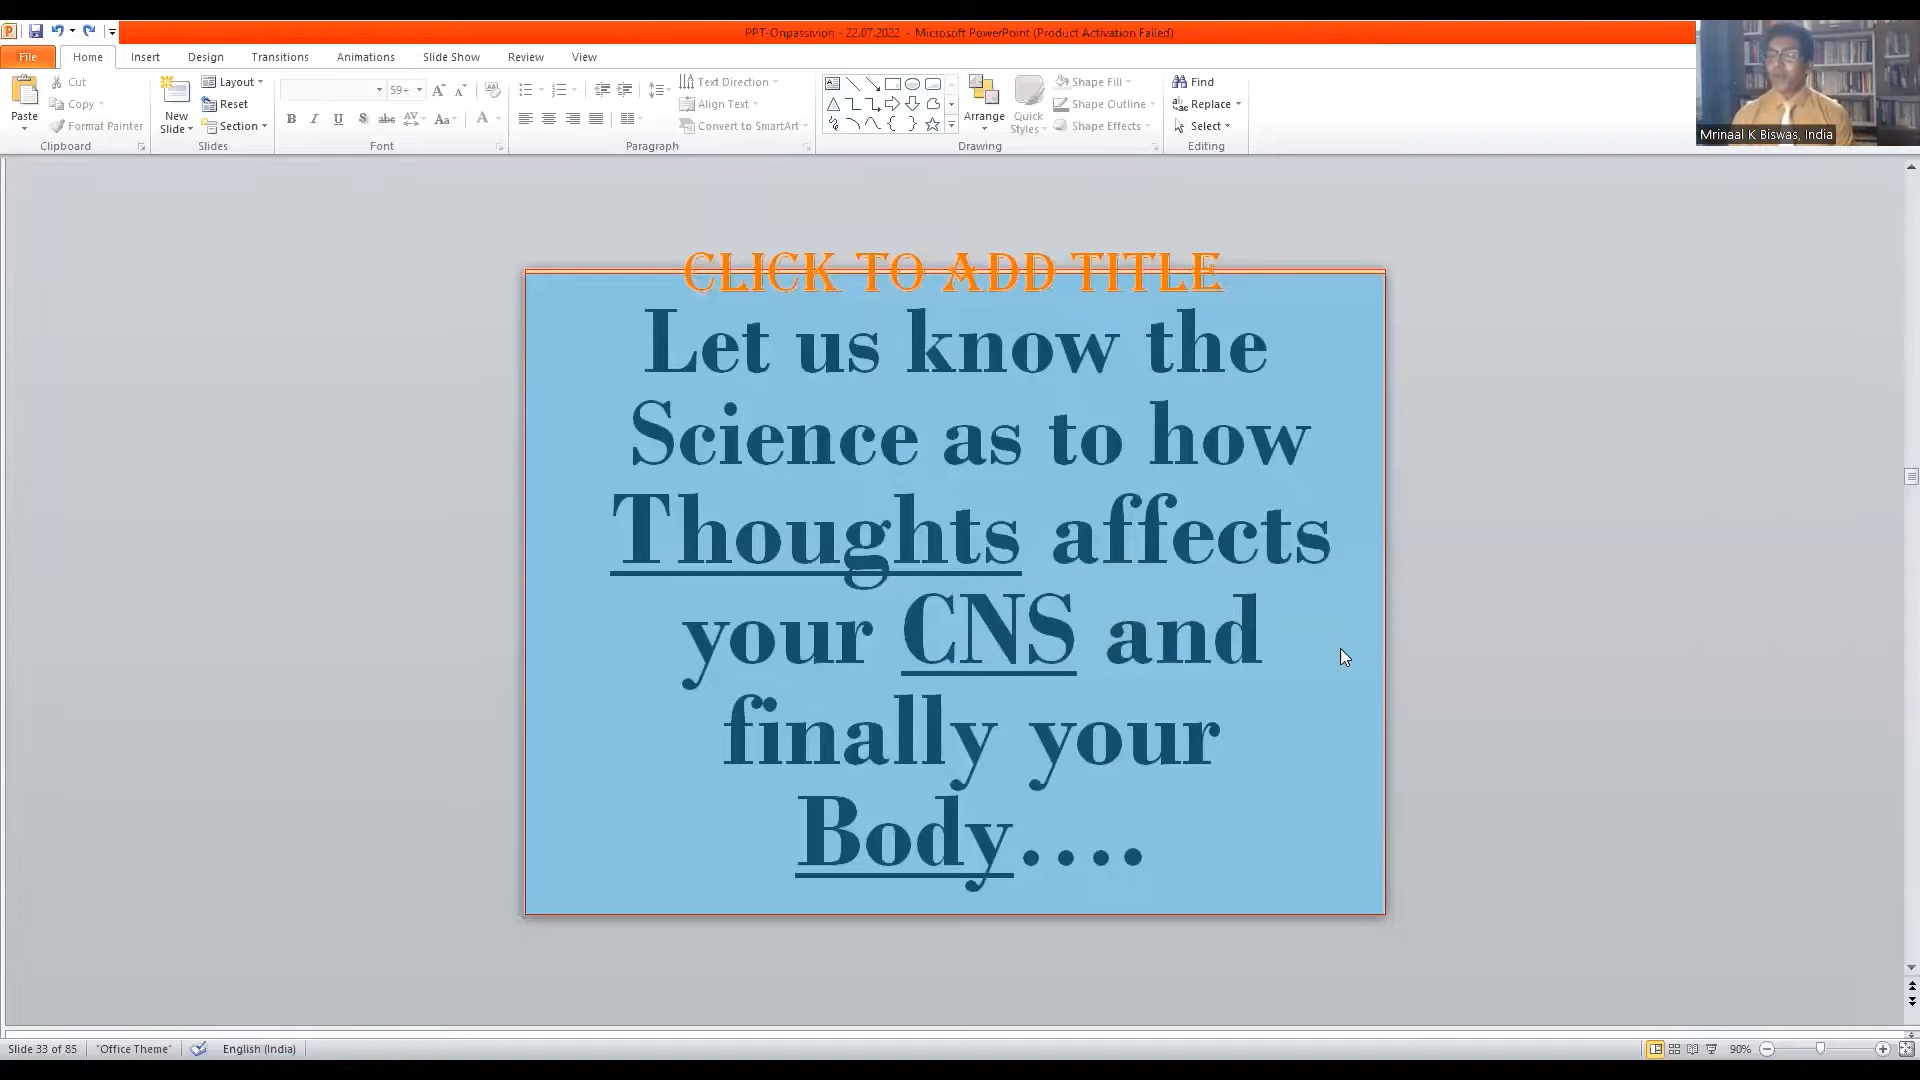 PPT-Onpassivion - 22.07.2022 - Microsoft PowerPoint (Product Activation Failed)
File Home Insert Design Transitions Animations Slide Show Review View
Cut
Copy
Format Painter
Paste
Clipboard
New
Slide
Layout
Reset
Section
Slides
59+
B I U S abc AV Aa A
Font
Text Direction
Align Text
Convert to SmartArt
Paragraph
Arrange
Quick
Styles
Shape Fill
Shape Outline
Shape Effects
Drawing
Find
Replace
Select
Editing
Mrinaal K Biswas, India
CLICK TO ADD TITLE
Let us know the
Science as to how
Thoughts affects
your CNS and
finally your
Body....
Slide 33 of 85 "Office Theme" English (India) 90%